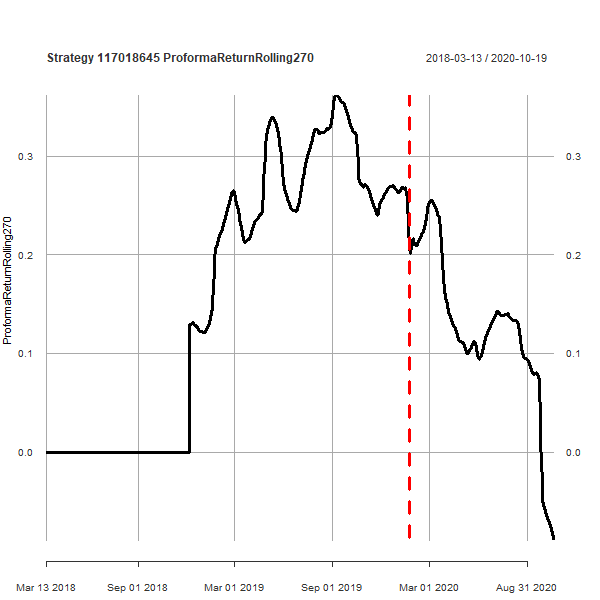 Strategy 117018645 ProformaReturnRolling270
2018-03-13 / 2020-10-19
ProformaReturnRolling270
0.3
0.3
0.2
0.2
0.1
0.1
0.0
0.0
Mar 13 2018
Sep 01 2018
Mar 01 2019
Sep 01 2019
Mar 01 2020
Aug 31 2020